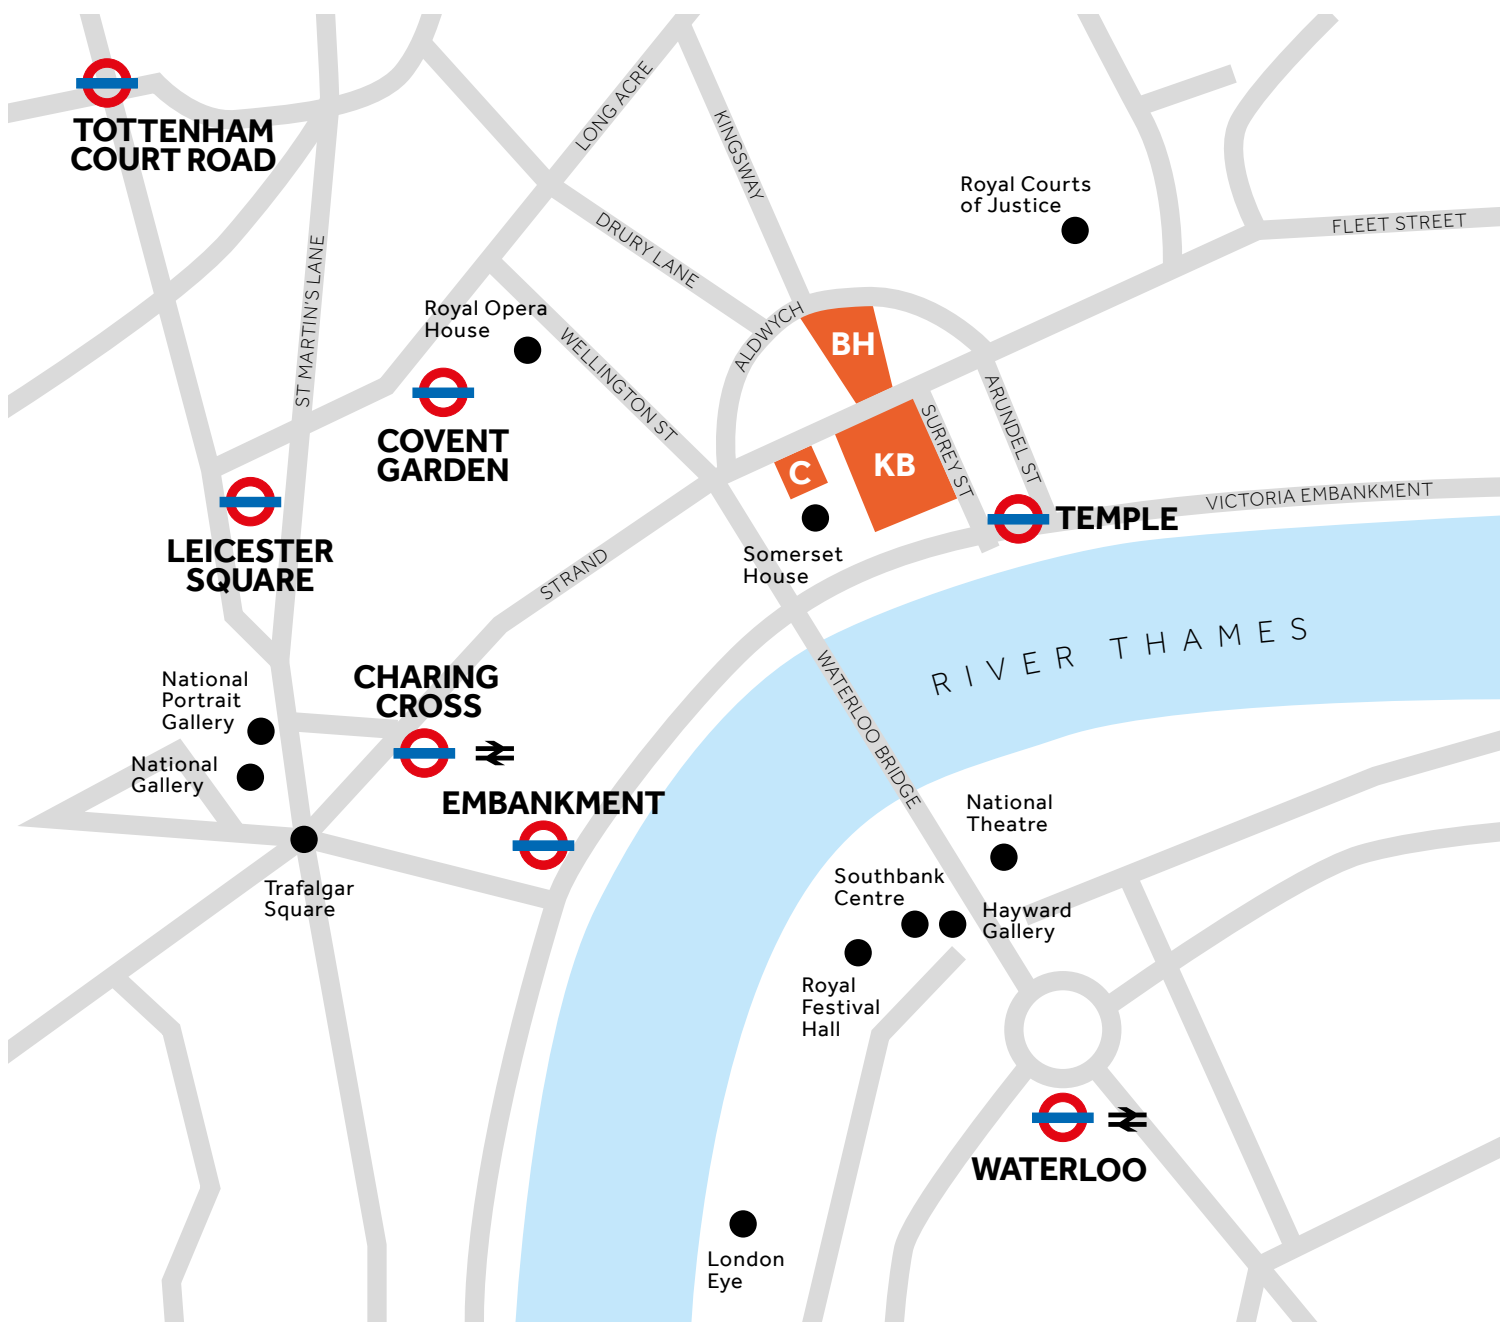 TOTTENHAM
COURT ROAD
LONG ACRE
KINGSWAY
Royal Courts
of Justice
FLEET STREET
DRURY LANE
ST MARTIN'S LANE
Royal Opera
House
WELLINGTON ST
ALDWYCH
BH
ARUNDEL ST
SURREY ST
COVENT
GARDEN
C
KB
LEICESTER
SQUARE
TEMPLE
VICTORIA EMBANKMENT
Somerset
House
STRAND
RIVER THAMES
WATERLOO BRIDGE
CHARING
CROSS
National
Portrait
Gallery
National
Gallery
EMBANKMENT
National
Theatre
Trafalgar
Square
Southbank
Centre
Hayward
Gallery
Royal
Festival
Hall
WATERLOO
London
Eye